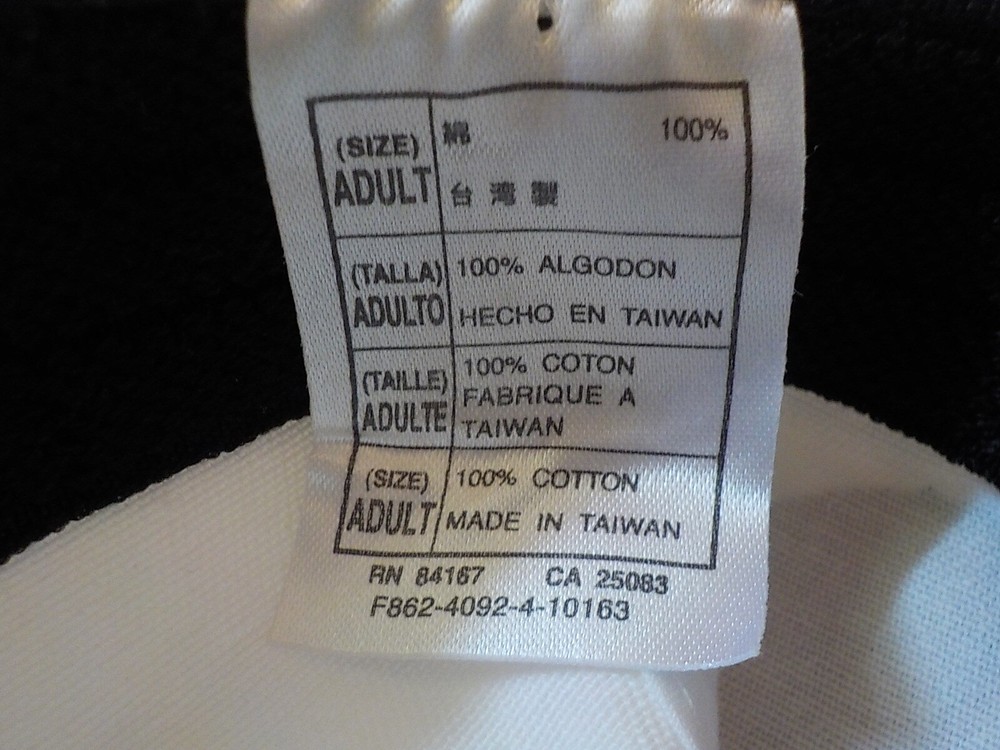 (SIZE)
ADULT
綿 100%
台湾製
(TALLA)
ADULTO
100% ALGODON
HECHO EN TAIWAN
(TAILLE)
ADULTE
100% COTON
FABRIQUE A
TAIWAN
(SIZE)
ADULT
100% COTTON
MADE IN TAIWAN
RN 84167 CA 25083
F862-4092-4-10163